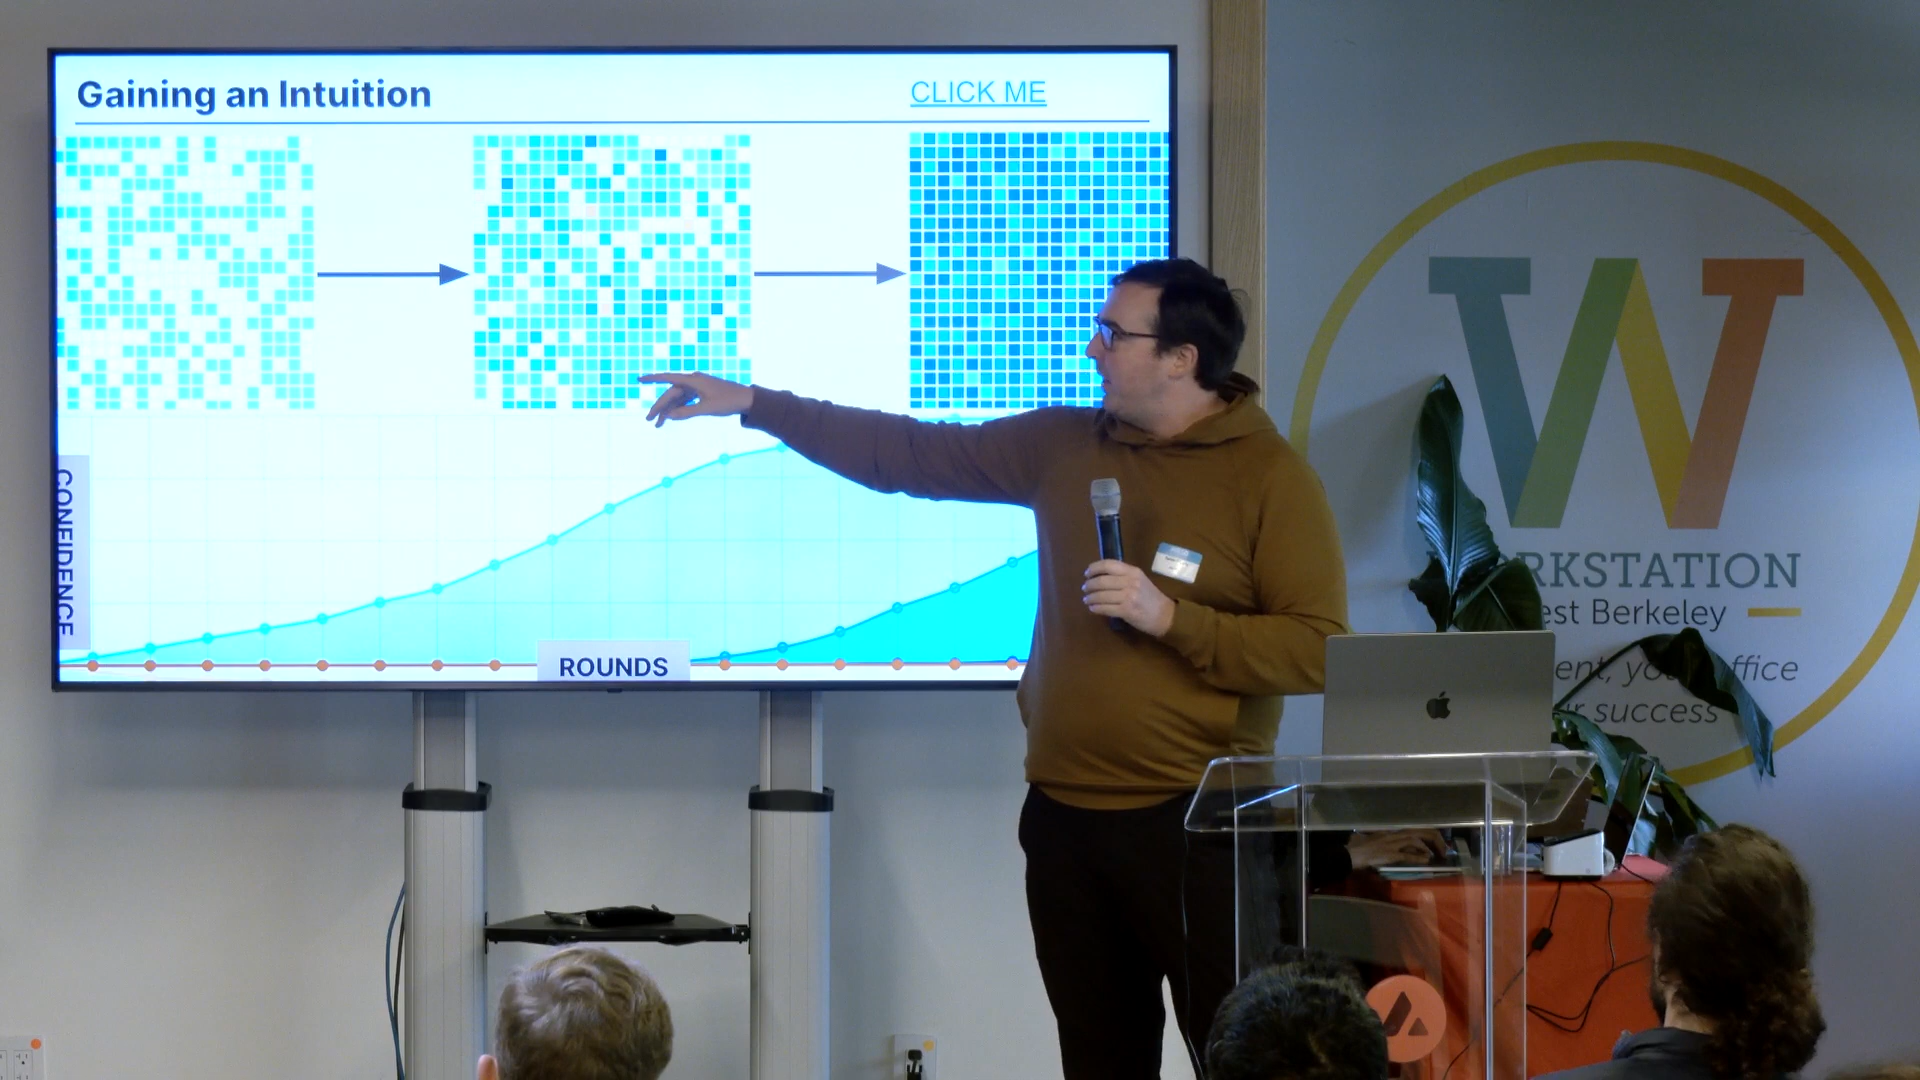 Gaining an Intuition
CLICK ME
CONFIDENCE
ROUNDS
W
RKSTATION
est Berkeley
success